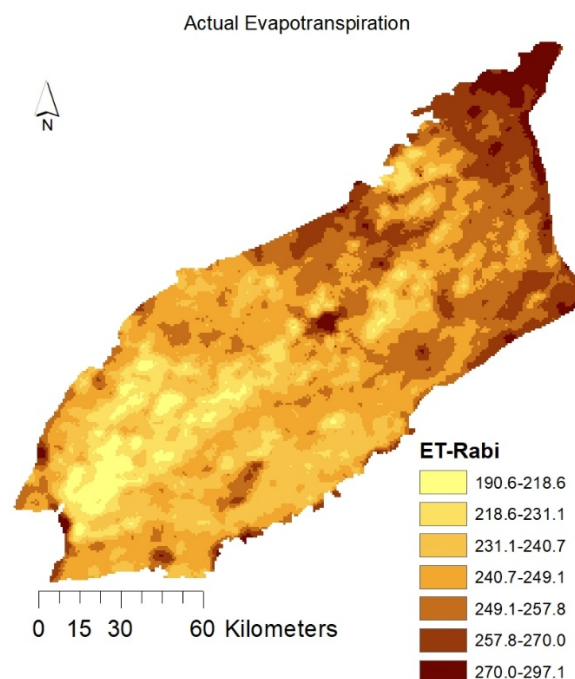 Actual Evapotranspiration
N
ET-Rabi
190.6-218.6
218.6-231.1
231.1-240.7
240.7-249.1
249.1-257.8
257.8-270.0
270.0-297.1
0 15 30 60 Kilometers